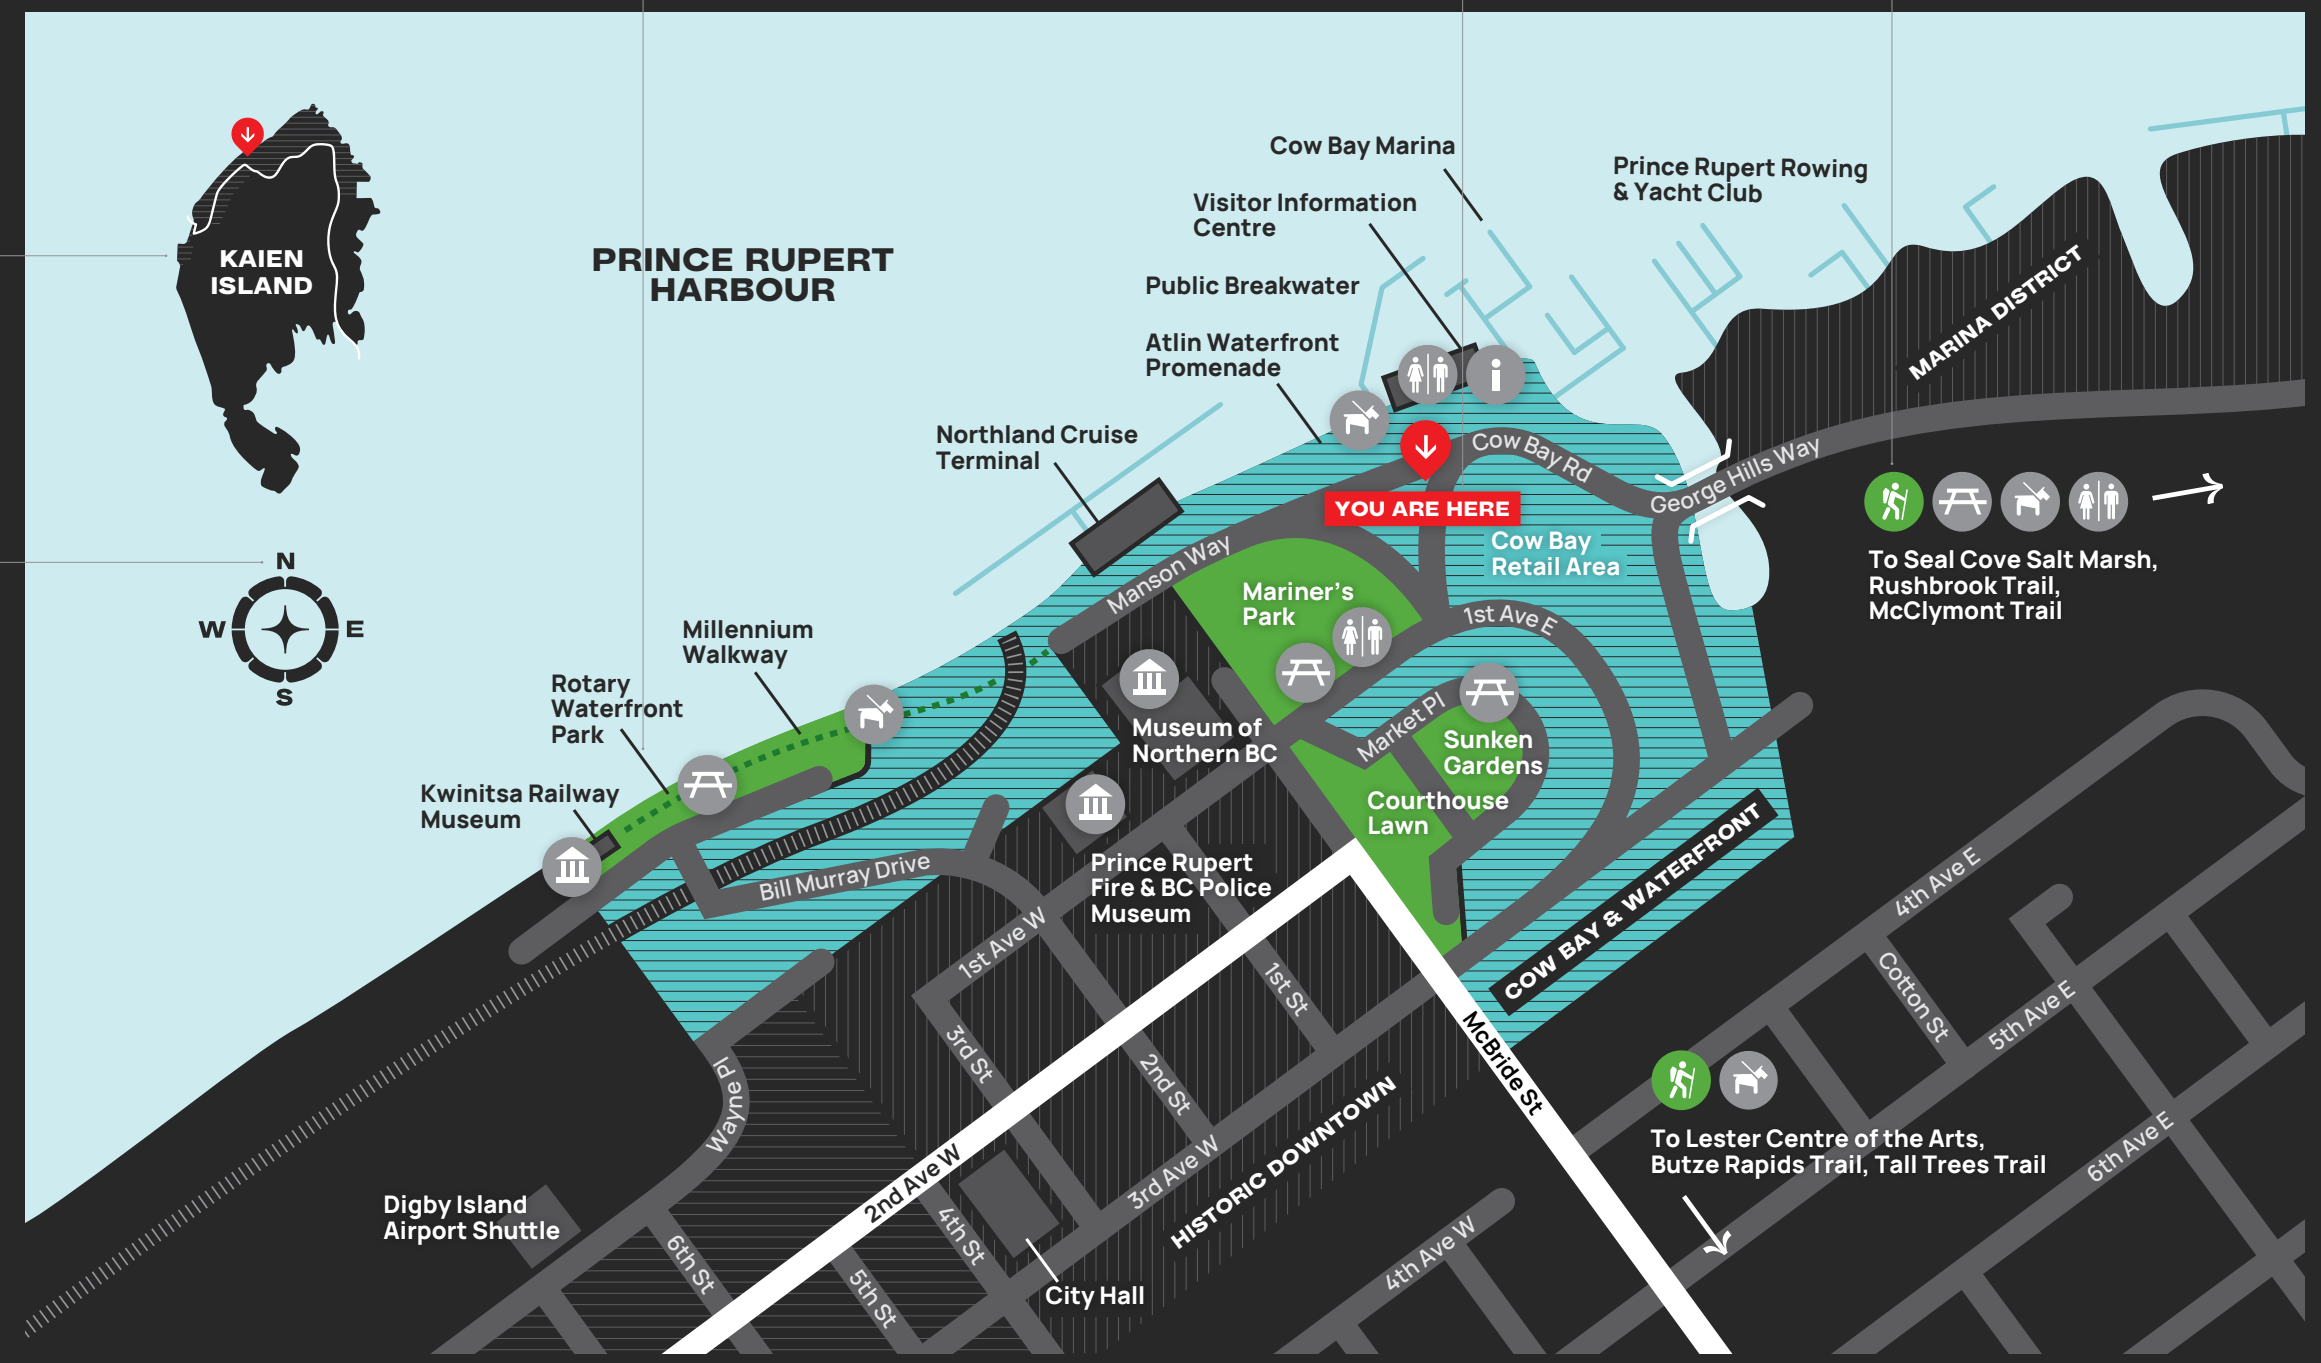 KAIEN
ISLAND
N
W
E
S
PRINCE RUPERT
HARBOUR
Cow Bay Marina
Visitor Information
Centre
Public Breakwater
Atlin Waterfront
Promenade
Northland Cruise
Terminal
Prince Rupert Rowing
& Yacht Club
MARINA DISTRICT
Cow Bay Rd
George Hills Way
YOU ARE HERE
Cow Bay
Retail Area
To Seal Cove Salt Marsh,
Rushbrook Trail,
McClymont Trail
Manson Way
Mariner's
Park
1st Ave E
Millennium
Walkway
Rotary
Waterfront
Park
Kwinitsa Railway
Museum
Museum of
Northern BC
Market Pl
Sunken
Gardens
Courthouse
Lawn
Bill Murray Drive
Prince Rupert
Fire & BC Police
Museum
COW BAY & WATERFRONT
4th Ave E
Cotton St
5th Ave E
6th Ave E
1st Ave W
1st St
3rd St
2nd St
McBride St
Wayne Pl
2nd Ave W
3rd Ave W
HISTORIC DOWNTOWN
To Lester Centre of the Arts,
Butze Rapids Trail, Tall Trees Trail
Digby Island
Airport Shuttle
6th St
5th St
4th St
City Hall
4th Ave W